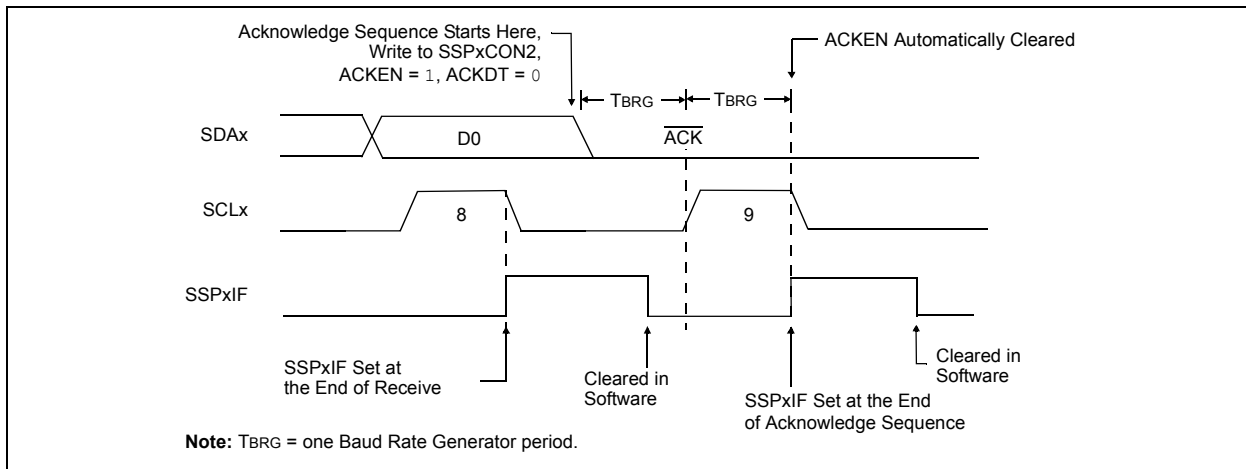 Acknowledge Sequence Starts Here,
Write to SSPxCON2,
ACKEN = 1, ACKDT = 0
ACKEN Automatically Cleared
TBRG
TBRG
SDAx
D0
ACK
SCLx
8
9
SSPxIF
SSPxIF Set at
the End of Receive
Cleared in
Software
SSPxIF Set at the End
of Acknowledge Sequence
Cleared in
Software
Note: TBRG = one Baud Rate Generator period.